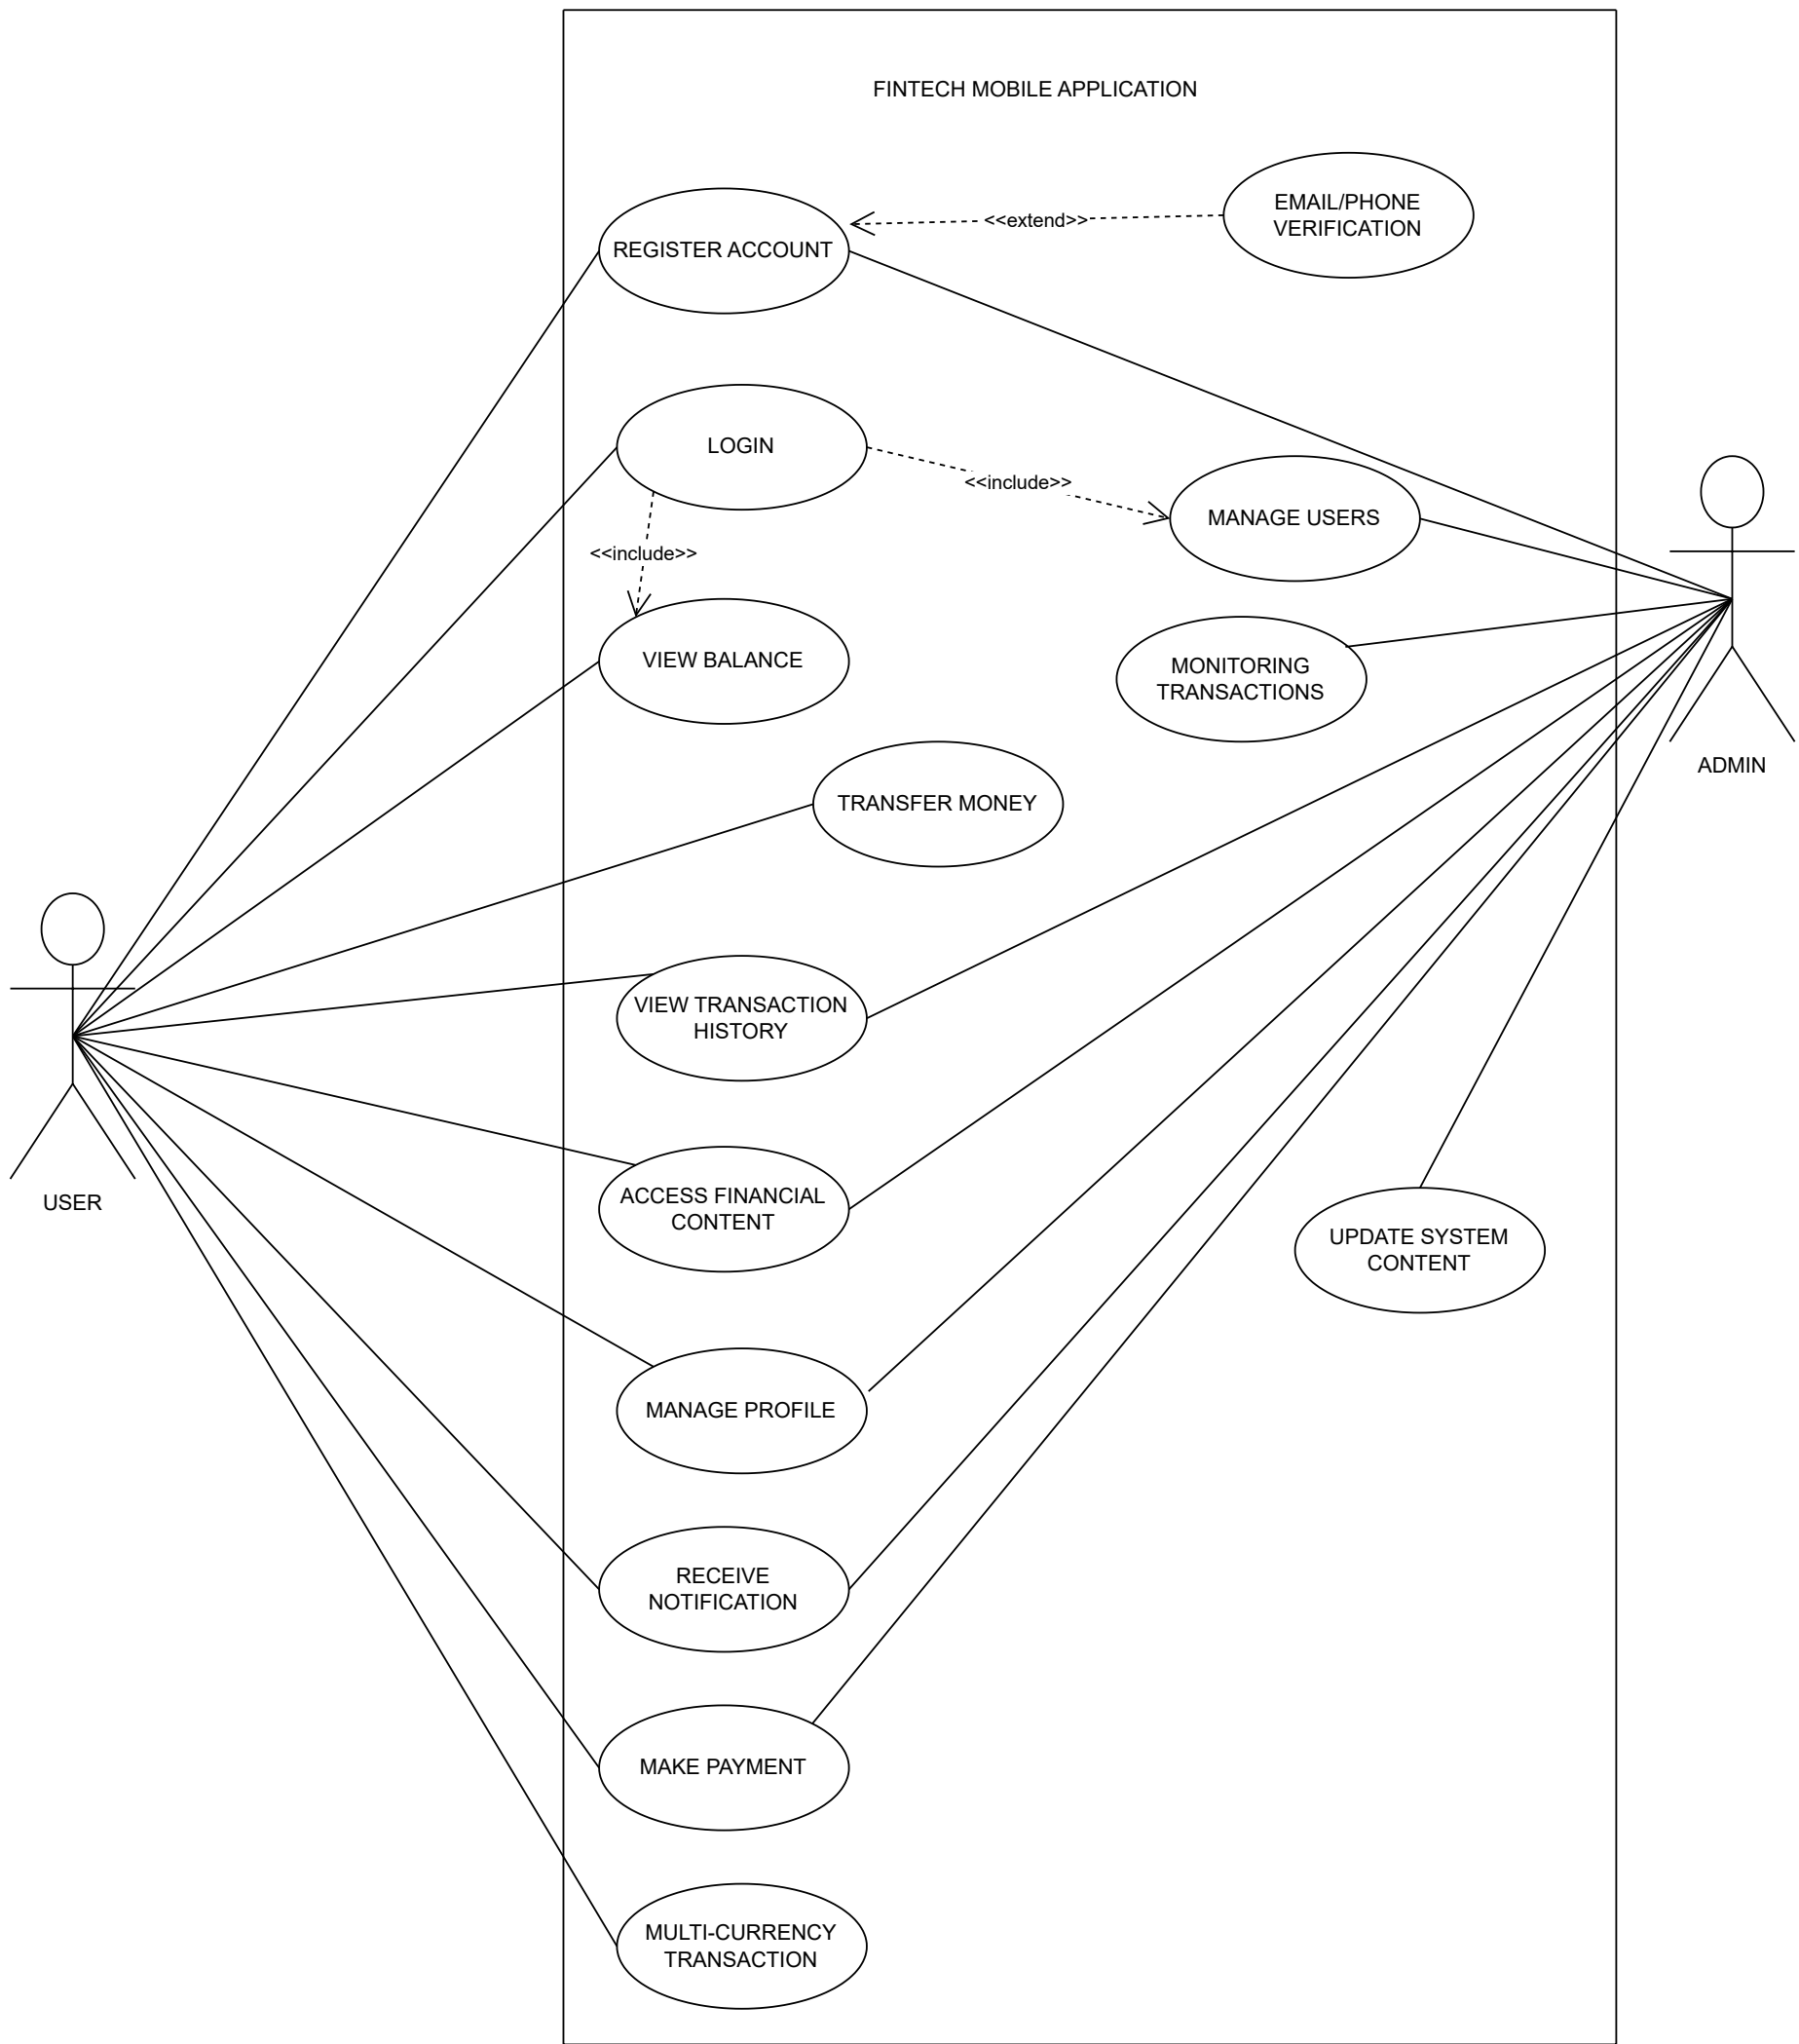 FINTECH MOBILE APPLICATION
EMAIL/PHONE
VERIFICATION
<<extend>>
REGISTER ACCOUNT
LOGIN
<<include>>
MANAGE USERS
<<include>>
VIEW BALANCE
MONITORING
TRANSACTIONS
ADMIN
TRANSFER MONEY
VIEW TRANSACTION
HISTORY
USER
ACCESS FINANCIAL
CONTENT
UPDATE SYSTEM
CONTENT
MANAGE PROFILE
RECEIVE
NOTIFICATION
MAKE PAYMENT
MULTI-CURRENCY
TRANSACTION